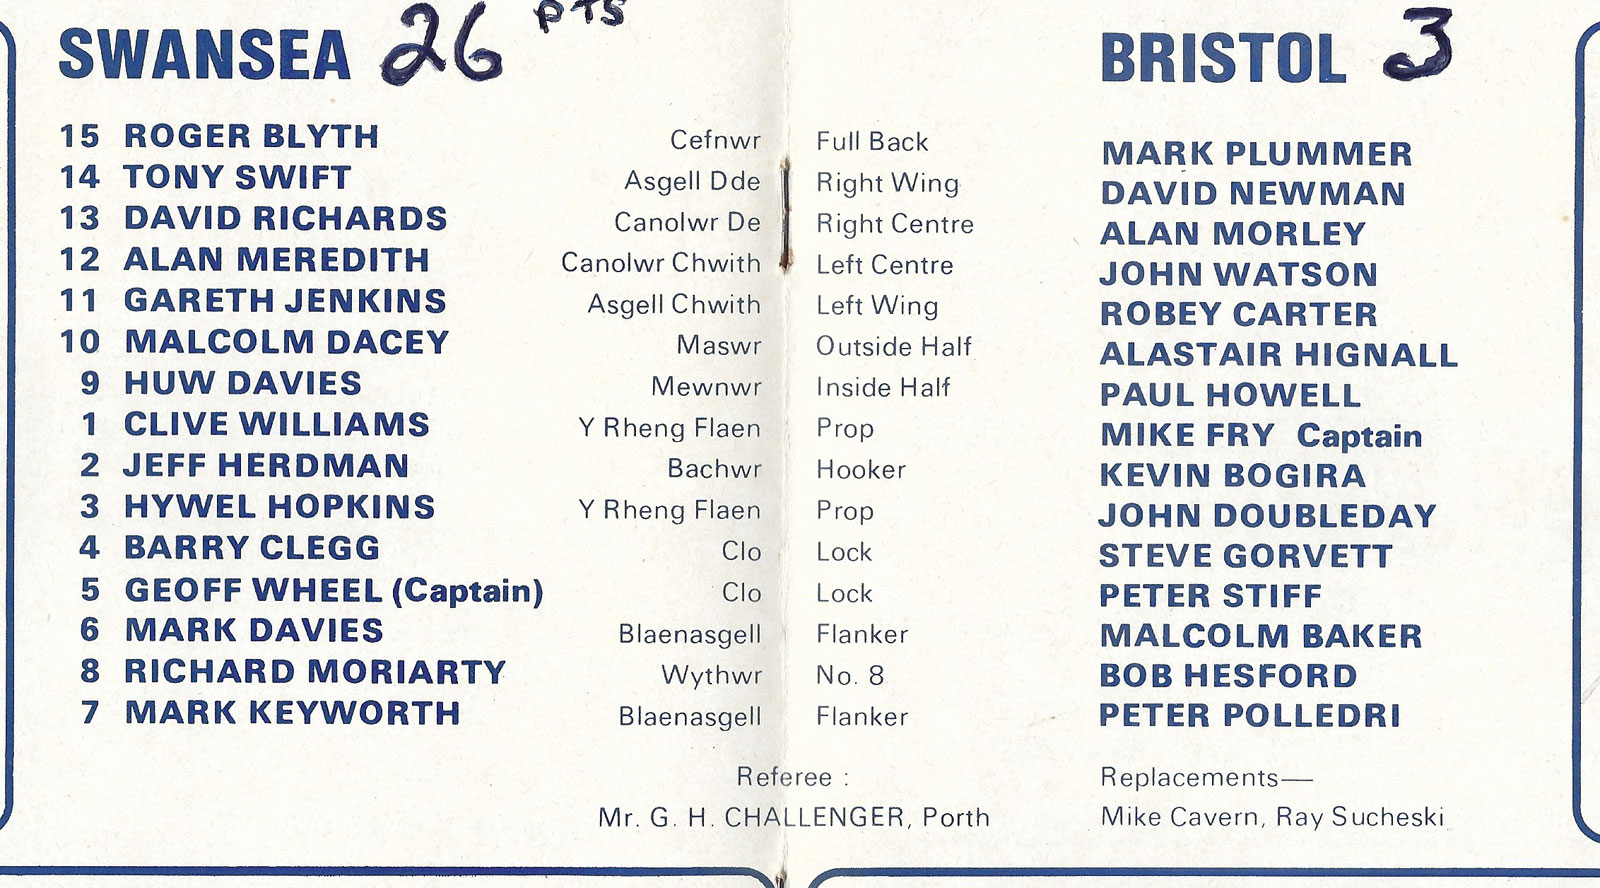 SWANSEA 26 PTS BRISTOL 3
15 ROGER BLYTH Cefnwr Full Back MARK PLUMMER
14 TONY SWIFT Asgell Dde Right Wing DAVID NEWMAN
13 DAVID RICHARDS Canolwr De Right Centre ALAN MORLEY
12 ALAN MEREDITH Canolwr Chwith Left Centre JOHN WATSON
11 GARETH JENKINS Asgell Chwith Left Wing ROBEY CARTER
10 MALCOLM DACEY Maswr Outside Half ALASTAIR HIGNALL
9 HUW DAVIES Mewnwr Inside Half PAUL HOWELL
1 CLIVE WILLIAMS Y Rheng Flaen Prop MIKE FRY Captain
2 JEFF HERDMAN Bachwr Hooker KEVIN BOGIRA
3 HYWEL HOPKINS Y Rheng Flaen Prop JOHN DOUBLEDAY
4 BARRY CLEGG Clo Lock STEVE GORVETT
5 GEOFF WHEEL (Captain) Clo Lock PETER STIFF
6 MARK DAVIES Blaenasgell Flanker MALCOLM BAKER
8 RICHARD MORIARTY Wythwr No. 8 BOB HESFORD
7 MARK KEYWORTH Blaenasgell Flanker PETER POLLEDRI
Referee : Replacements—
Mr. G. H. CHALLENGER, Porth Mike Cavern, Ray Sucheski